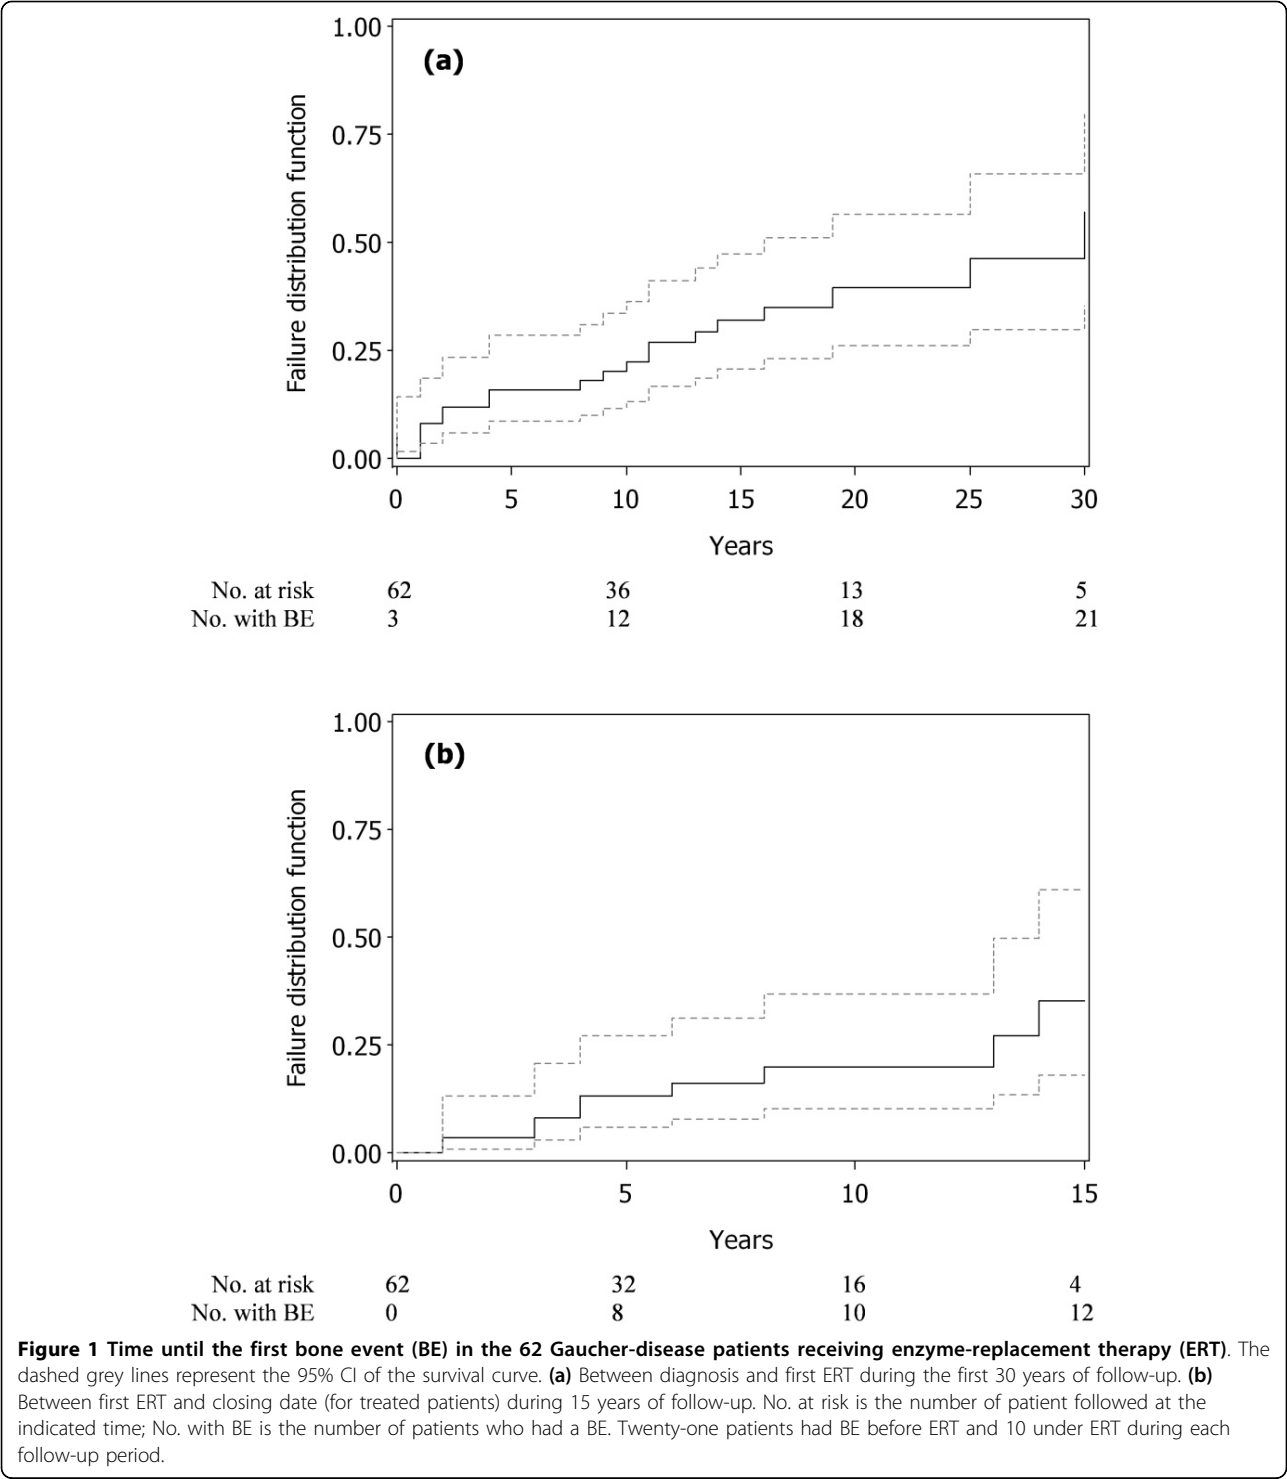 (a)
1.00
0.75
0.50
0.25
0.00
Failure distribution function
0 5 10 15 20 25 30
Years
No. at risk 62 36 13 5
No. with BE 3 12 18 21
(b)
1.00
0.75
0.50
0.25
0.00
Failure distribution function
0 5 10 15
Years
No. at risk 62 32 16 4
No. with BE 0 8 10 12
Figure 1 Time until the first bone event (BE) in the 62 Gaucher-disease patients receiving enzyme-replacement therapy (ERT). The
dashed grey lines represent the 95% CI of the survival curve. (a) Between diagnosis and first ERT during the first 30 years of follow-up. (b)
Between first ERT and closing date (for treated patients) during 15 years of follow-up. No. at risk is the number of patient followed at the
indicated time; No. with BE is the number of patients who had a BE. Twenty-one patients had BE before ERT and 10 under ERT during each
follow-up period.